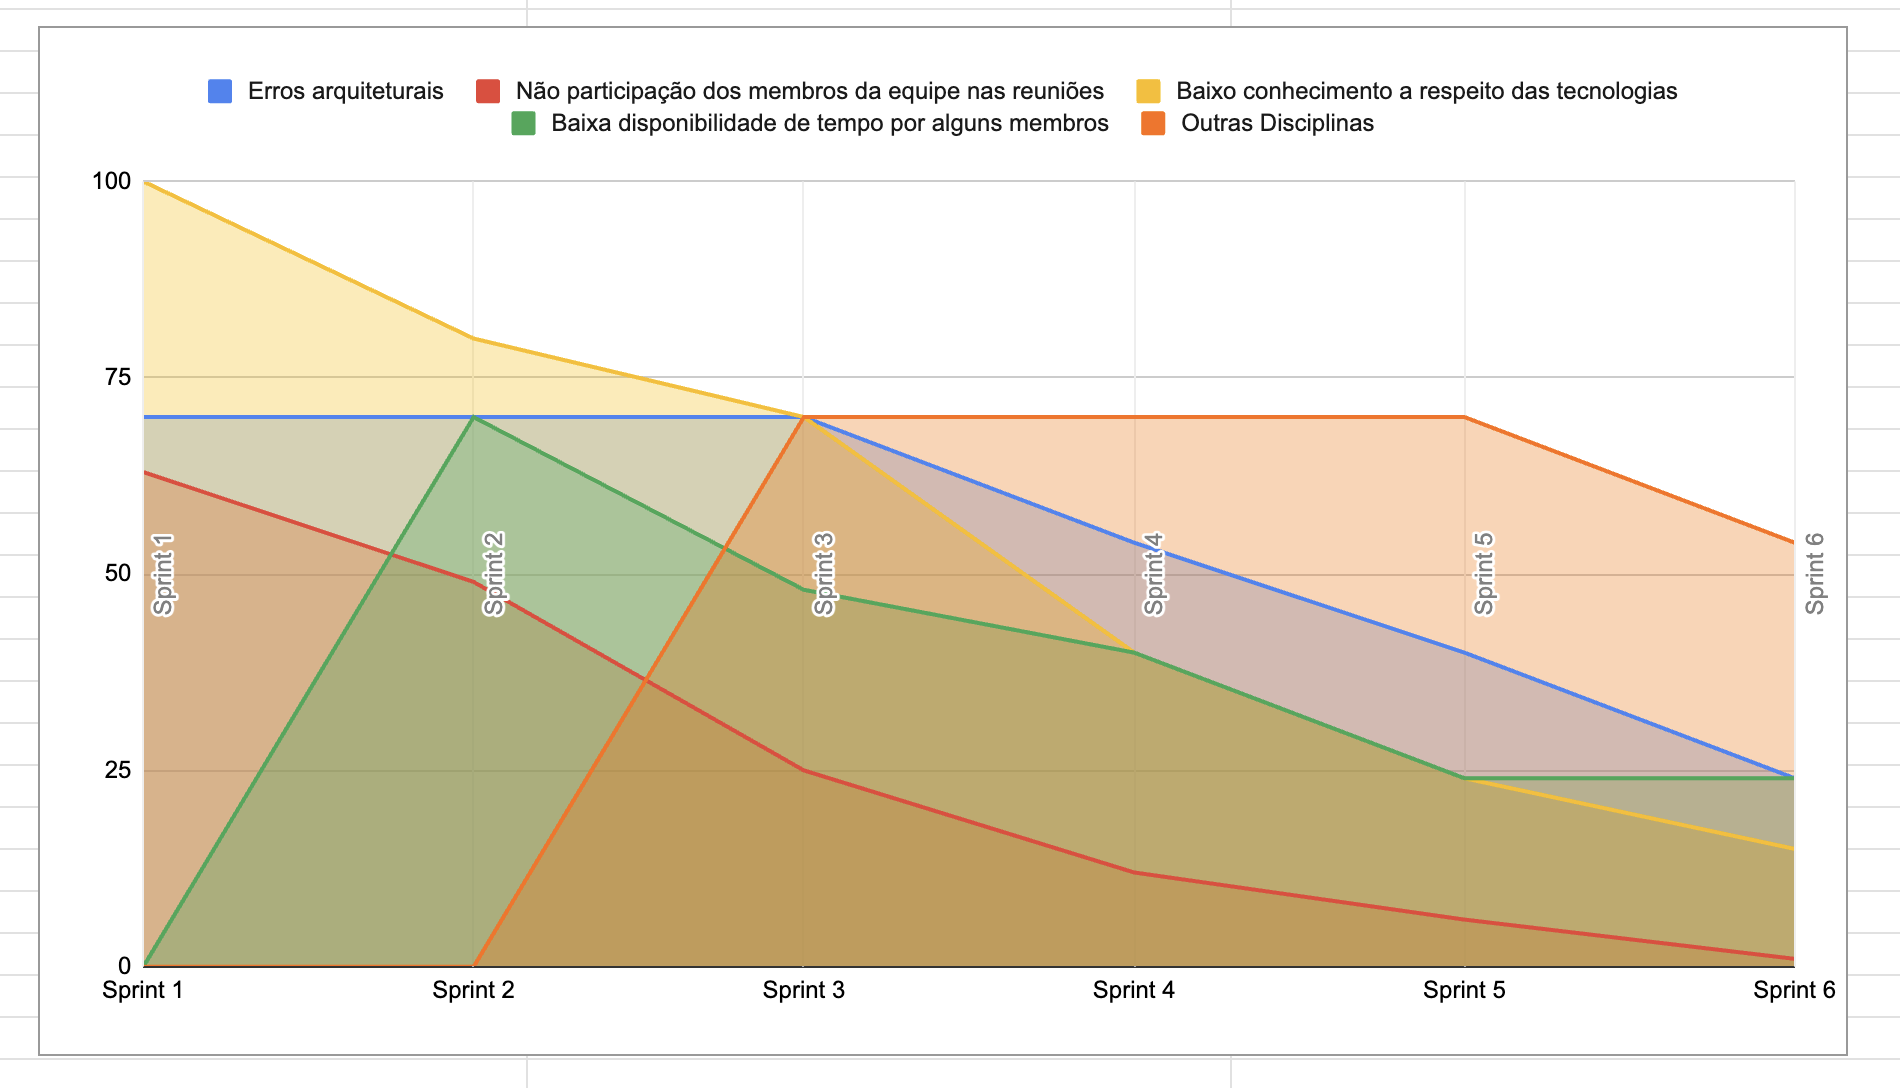 Erros arquiteturais Não participação dos membros da equipe nas reuniões Baixo conhecimento a respeito das tecnologias
Baixa disponibilidade de tempo por alguns membros Outras Disciplinas
100
75
50
25
0
Sprint 1
Sprint 2
Sprint 3
Sprint 4
Sprint 5
Sprint 6
Sprint 1 Sprint 2 Sprint 3 Sprint 4 Sprint 5 Sprint 6